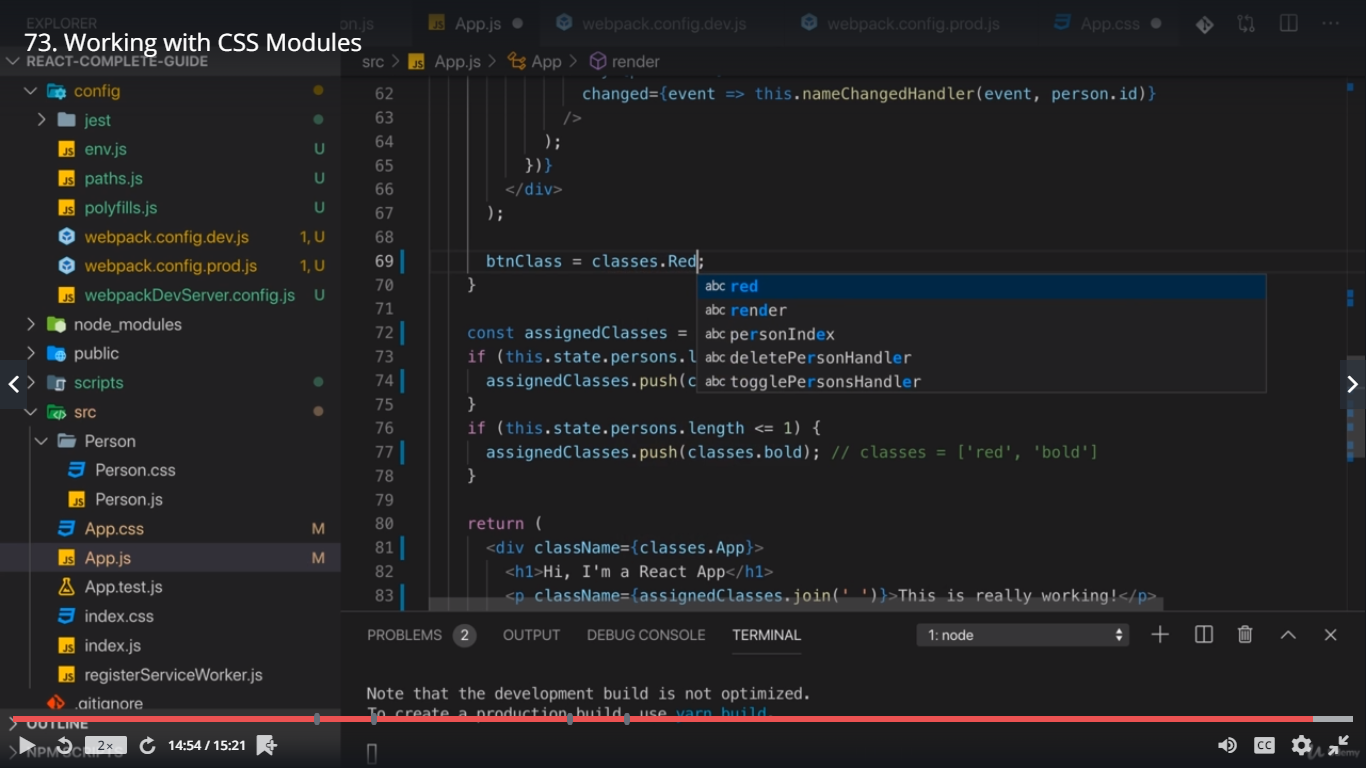 EXPLORER
on.js
App.js
webpack.config.dev.js
webpack.config.prod.js
App.css
73. Working with CSS Modules
REACT-COMPLETE-GUIDE
src > App.js > App > render
config
jest
env.js U
paths.js U
polyfills.js U
webpack.config.dev.js 1, U
webpack.config.prod.js 1, U
webpackDevServer.config.js U
node_modules
public
scripts
src
Person
Person.css
Person.js
App.css M
App.js M
App.test.js
index.css
index.js
registerServiceWorker.js
.gitignore
OUTLINE
NPM SCRIPTS
62 changed={event => this.nameChangedHandler(event, person.id)}
63 />
64 );
65 })}
66 </div>
67 );
68
69 btnClass = classes.Red;
70 }
71
72 const assignedClasses =
73 if (this.state.persons.l
74 assignedClasses.push(c
75 }
76 if (this.state.persons.length <= 1) {
77 assignedClasses.push(classes.bold); // classes = ['red', 'bold']
78 }
79
80 return (
81 <div className={classes.App}>
82 <h1>Hi, I'm a React App</h1>
83 <p className={assignedClasses.join(' ')}>This is really working!</p>
abc red
abc render
abc personIndex
abc deletePersonHandler
abc togglePersonsHandler
PROBLEMS 2 OUTPUT DEBUG CONSOLE TERMINAL 1: node
Note that the development build is not optimized.
To create a production build, use yarn build.
2x 14:54 / 15:21 CC